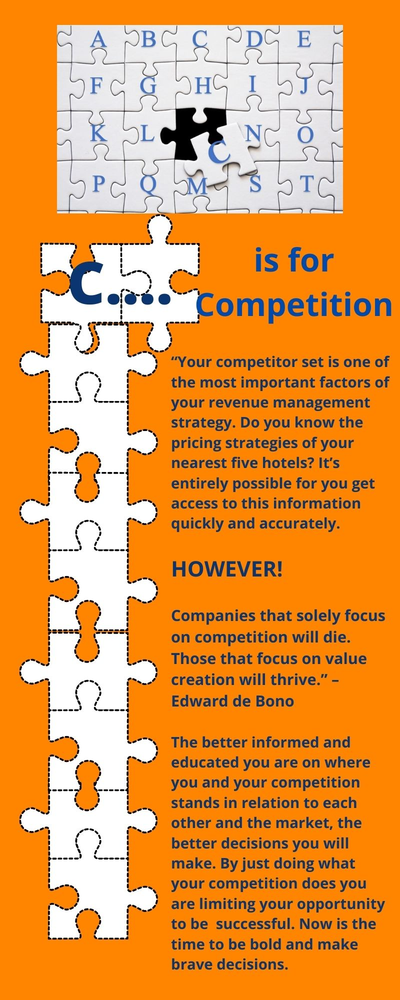 A B C D E
F G H I J
K L C N O
P Q M S T
C....
is for
Competition
“Your competitor set is one of
the most important factors of
your revenue management
strategy. Do you know the
pricing strategies of your
nearest five hotels? It’s
entirely possible for you get
access to this information
quickly and accurately.
HOWEVER!
Companies that solely focus
on competition will die.
Those that focus on value
creation will thrive.” –
Edward de Bono
The better informed and
educated you are on where
you and your competition
stands in relation to each
other and the market, the
better decisions you will
make. By just doing what
your competition does you
are limiting your opportunity
to be  successful. Now is the
time to be bold and make
brave decisions.